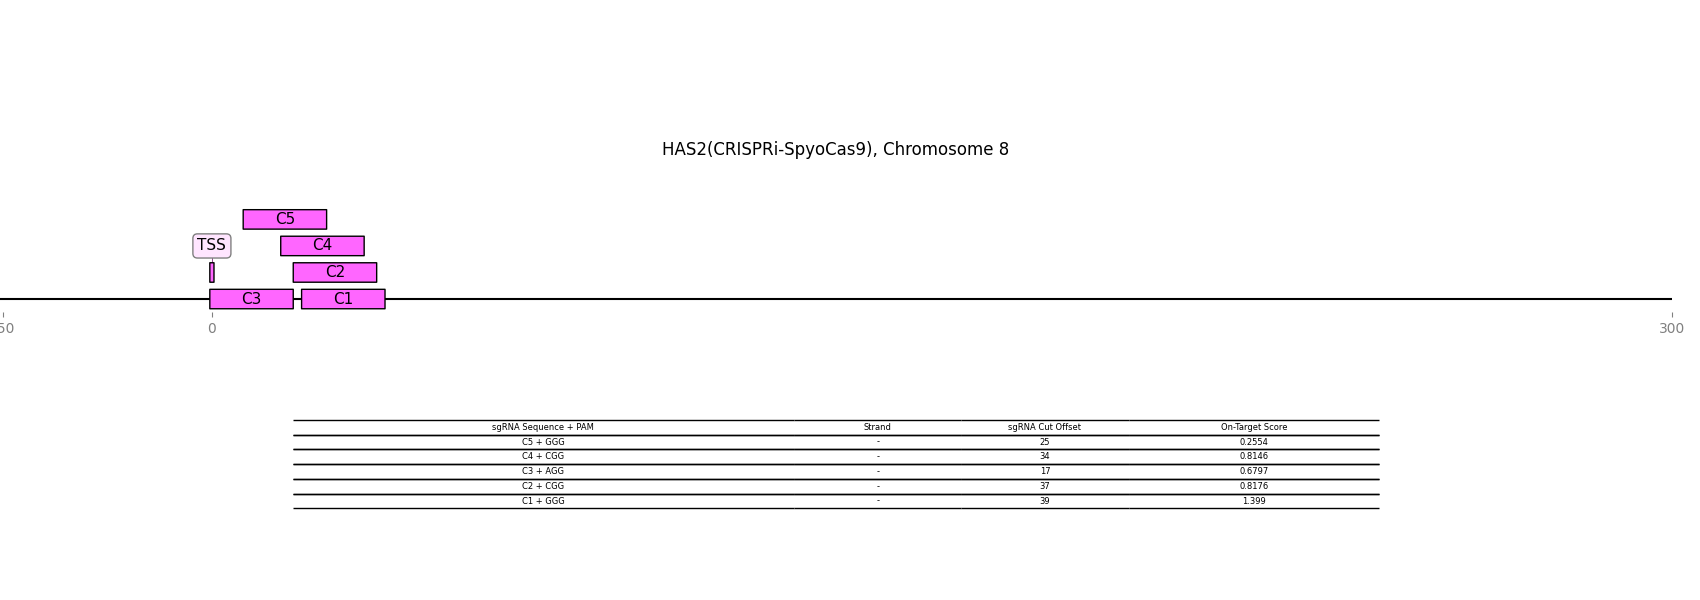 HAS2(CRISPRi-SpyoCas9), Chromosome 8
C5
TSS
C4
C2
C3
C1
0
300
sgRNA Sequence + PAM Strand sgRNA Cut Offset On-Target Score
C5 + GGG - 25 0.2554
C4 + CGG - 34 0.8146
C3 + AGG - 17 0.6797
C2 + CGG - 37 0.8176
C1 + GGG - 39 1.399